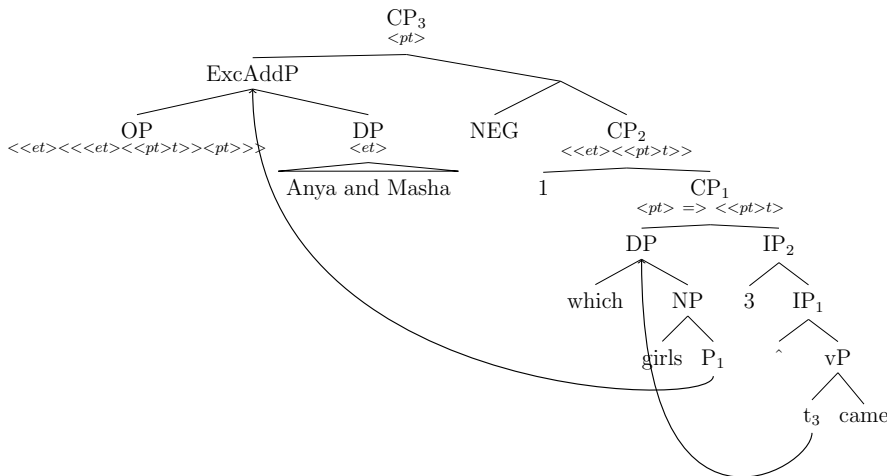 CP₃
<pt>
ExcAddP
OP DP NEG CP₂
<<et><<<et><<pt>t>><pt>>> <et> <<et><<pt>t>>
Anya and Masha 1 CP₁
<pt> => <<pt>t>
DP IP₂
which NP 3 IP₁
girls P₁ ˆ vP
t₃ came